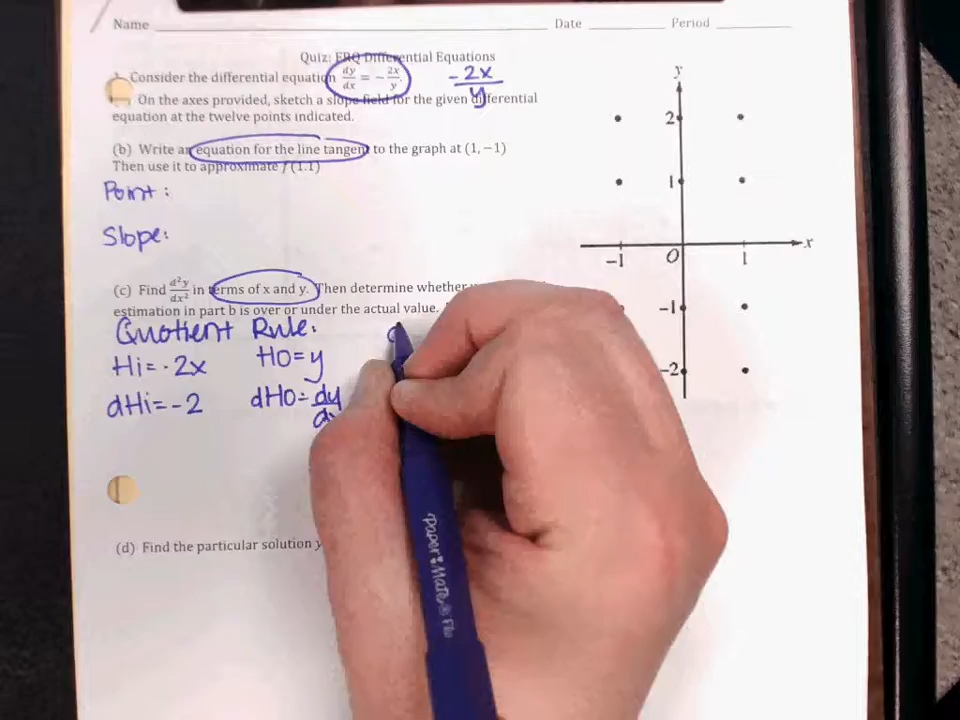 Name Date Period
Quiz: FRQ Differential Equations
Consider the differential equation dy/dx = -2x/y. -2x/y
On the axes provided, sketch a slope field for the given differential
equation at the twelve points indicated.
(b) Write an equation for the line tangent to the graph at (1, −1)
Then use it to approximate f(1.1)
Point:
Slope:
(c) Find d²y/dx² in terms of x and y. Then determine whether
estimation in part b is over or under the actual value.
Quotient Rule:
Hi = -2x Ho = y
dHi = -2 dHo = dy/dx
(d) Find the particular solution y
y
2
1
-1 O 1 x
-1
-2
Paper:Mate